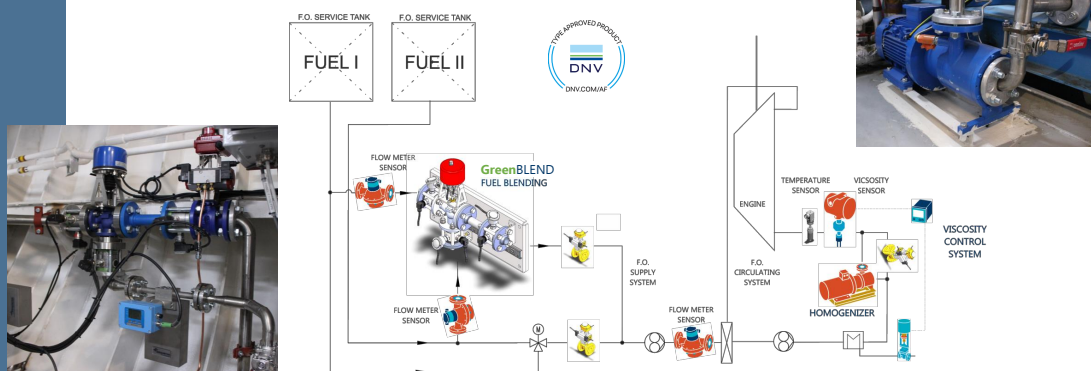 F.O. SERVICE TANK
F.O. SERVICE TANK
FUEL I
FUEL II
TYPE APPROVED PRODUCT
DNV
DNV.COM/AF
FLOW METER
SENSOR
GreenBLEND
FUEL BLENDING
TEMPERATURE
SENSOR
VICSOSITY
SENSOR
ENGINE
VISCOSITY
CONTROL
SYSTEM
F.O.
SUPPLY
SYSTEM
F.O.
CIRCULATING
SYSTEM
HOMOGENIZER
FLOW METER
SENSOR
FLOW METER
SENSOR
M